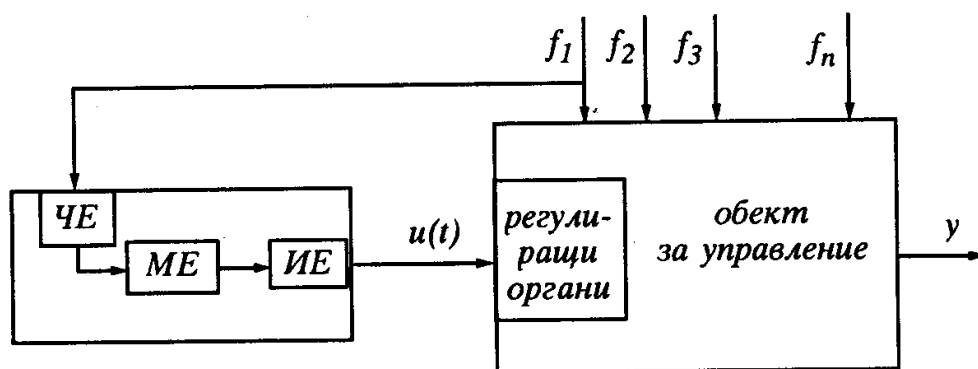 f1 f2 f3 fn
ЧЕ
МЕ
ИЕ
u(t)
регули-
ращи
органи
обект
за управление
y